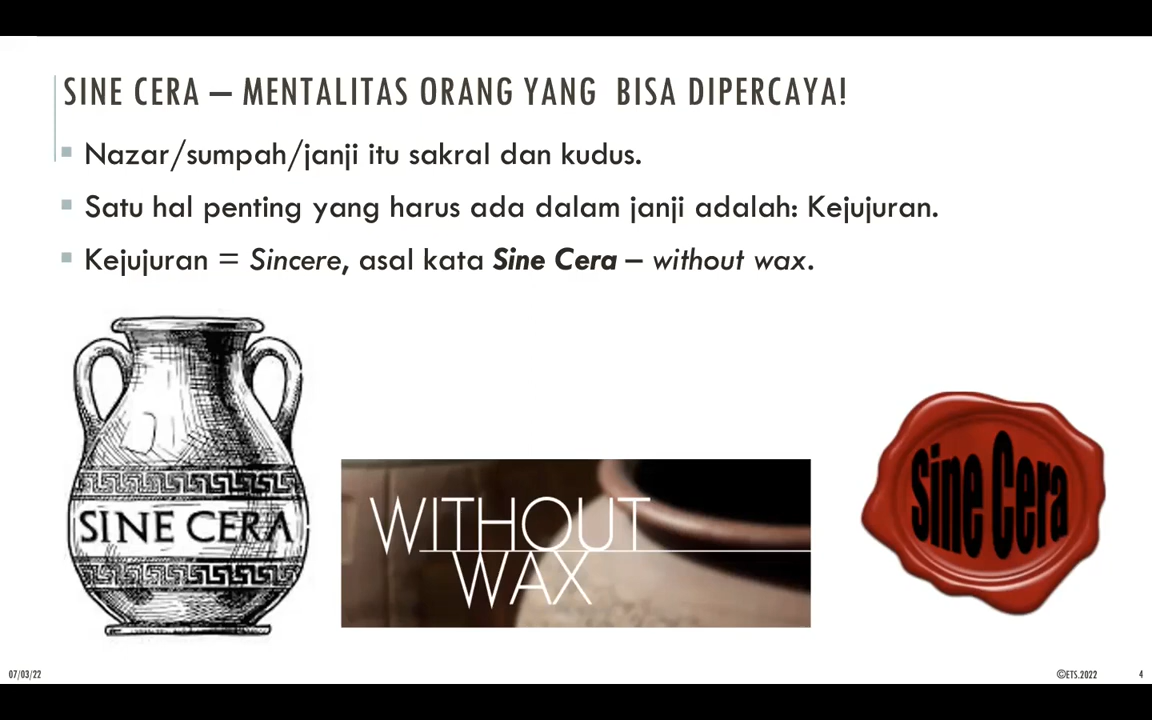 SINE CERA – MENTALITAS ORANG YANG BISA DIPERCAYA!
Nazar/sumpah/janji itu sakral dan kudus.
Satu hal penting yang harus ada dalam janji adalah: Kejujuran.
Kejujuran = Sincere, asal kata Sine Cera – without wax.
SINE CERA
WITHOUT
WAX
Sine Cera
07/03/22
©ETS.2022
4